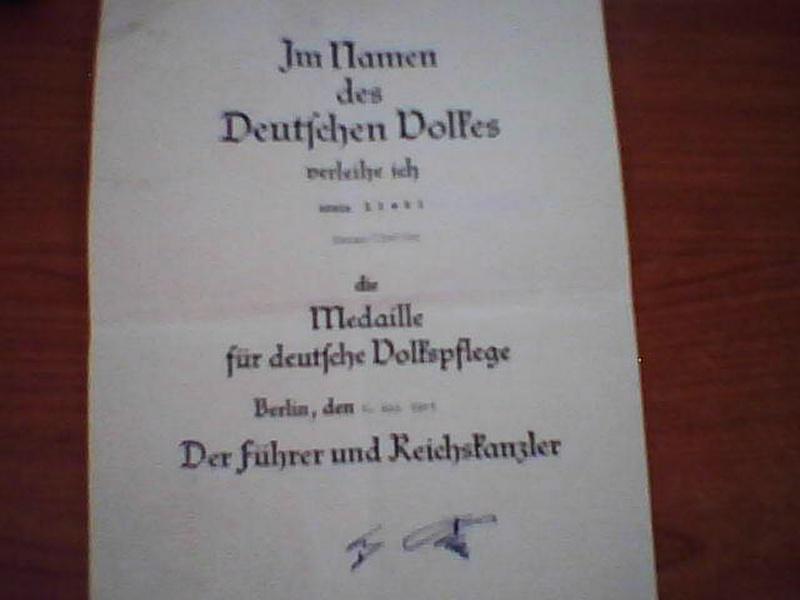 Im Namen
des
Deutschen Volkes
verleihe ich
die
Medaille
für deutsche Volkspflege
Berlin, den
Der Führer und Reichskanzler